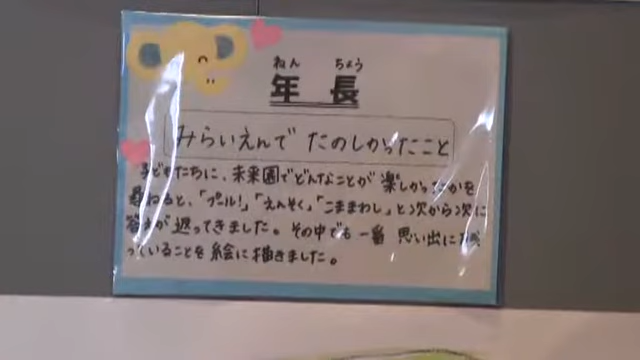 ねん ちょう
年 長
みらいえんで たのしかったこと
子どもたちに、未来園でどんなことが 楽しかったかを
尋ねると、「プール!」「えんそく」「こままわし」と次から次に
答えが 返ってきました。その中でも 一番 思い出に残
っていることを 絵に 描きました。